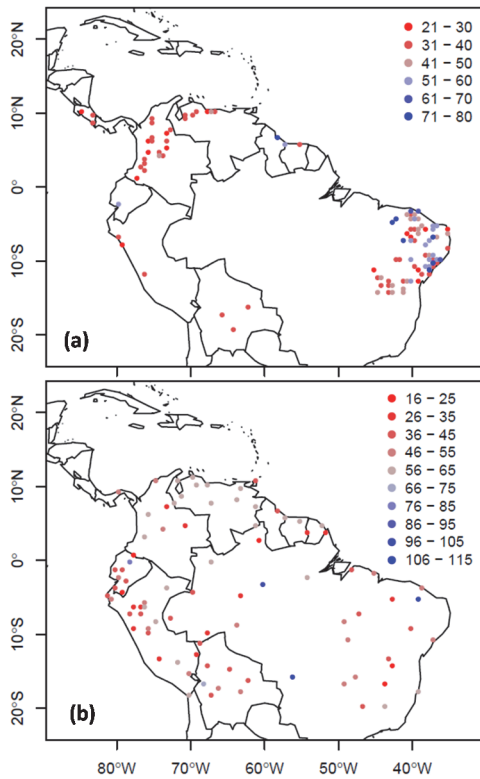 20°N
10°N
0°
10°S
20°S
21 – 30
31 – 40
41 – 50
51 – 60
61 – 70
71 – 80
(a)
20°N
10°N
0°
10°S
20°S
16 – 25
26 – 35
36 – 45
46 – 55
56 – 65
66 – 75
76 – 85
86 – 95
96 – 105
106 – 115
(b)
80°W 70°W 60°W 50°W 40°W